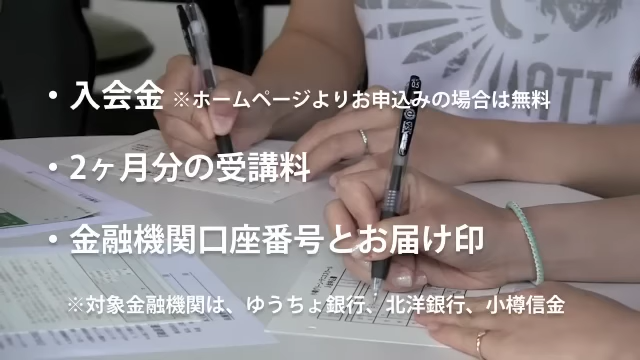 ・入会金 ※ホームページよりお申込みの場合は無料
・2ヶ月分の受講料
・金融機関口座番号とお届け印
※対象金融機関は、ゆうちょ銀行、北洋銀行、小樽信金
0.5